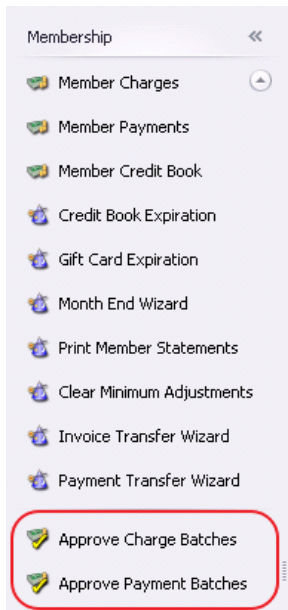 Membership
Member Charges
Member Payments
Member Credit Book
Credit Book Expiration
Gift Card Expiration
Month End Wizard
Print Member Statements
Clear Minimum Adjustments
Invoice Transfer Wizard
Payment Transfer Wizard
Approve Charge Batches
Approve Payment Batches